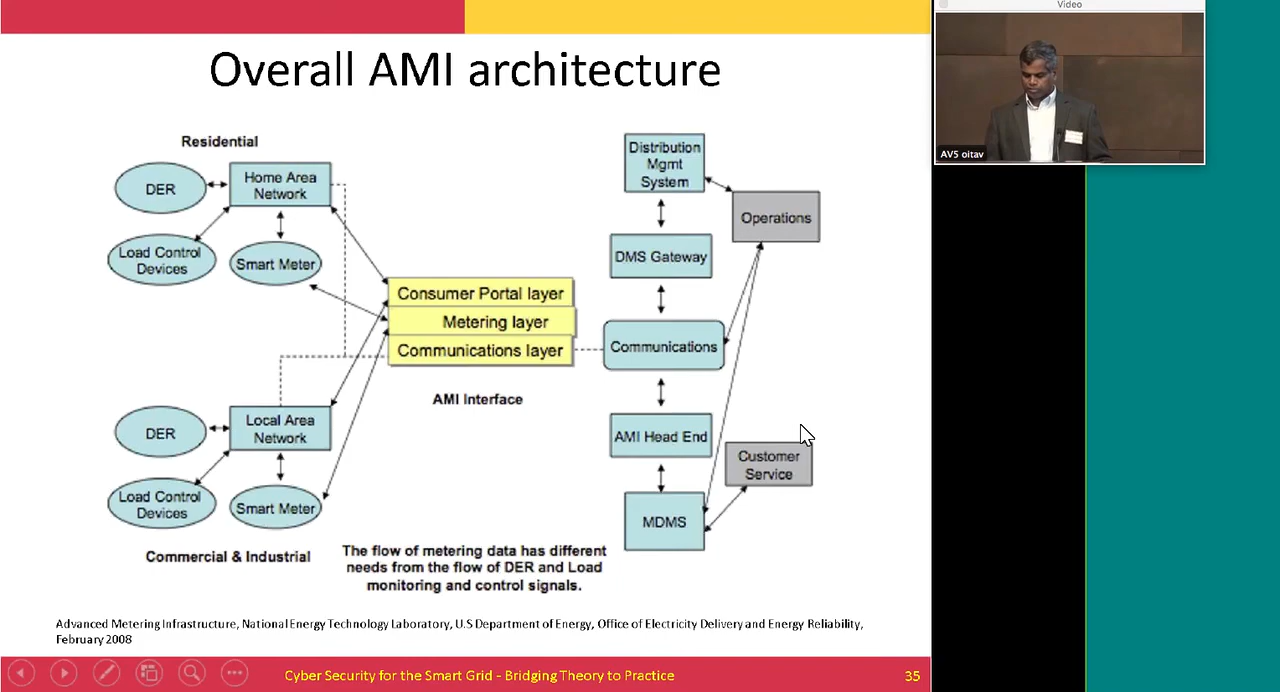 Video
AV5 oitav
Overall AMI architecture
Residential
DER
Home Area
Network
Load Control
Devices
Smart Meter
Consumer Portal layer
Metering layer
Communications layer
AMI Interface
DER
Local Area
Network
Load Control
Devices
Smart Meter
Commercial & Industrial
Distribution
Mgmt
System
Operations
DMS Gateway
Communications
AMI Head End
Customer
Service
MDMS
The flow of metering data has different
needs from the flow of DER and Load
monitoring and control signals.
Advanced Metering Infrastructure, National Energy Technology Laboratory, U.S Department of Energy, Office of Electricity Delivery and Energy Reliability,
February 2008
Cyber Security for the Smart Grid - Bridging Theory to Practice
35